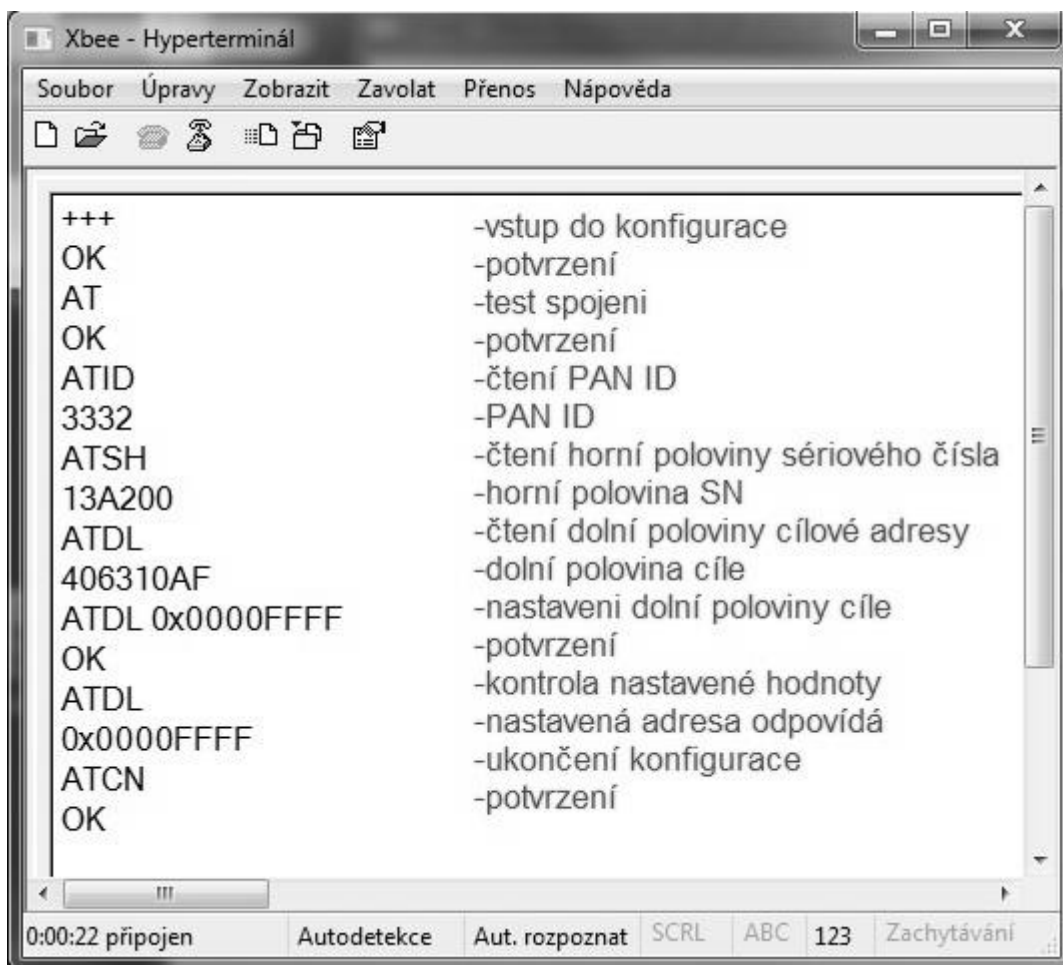 Xbee - Hyperterminál
Soubor Úpravy Zobrazit Zavolat Přenos Nápověda
+++ -vstup do konfigurace
OK -potvrzení
AT -test spojeni
OK -potvrzení
ATID -čtení PAN ID
3332 -PAN ID
ATSH -čtení horní poloviny sériového čísla
13A200 -horní polovina SN
ATDL -čtení dolní poloviny cílové adresy
406310AF -dolní polovina cíle
ATDL 0x0000FFFF -nastaveni dolní poloviny cíle
OK -potvrzení
ATDL -kontrola nastavené hodnoty
0x0000FFFF -nastavená adresa odpovídá
ATCN -ukončení konfigurace
OK -potvrzení
0:00:22 připojen Autodetekce Aut. rozpoznat SCRL ABC 123 Zachytávání